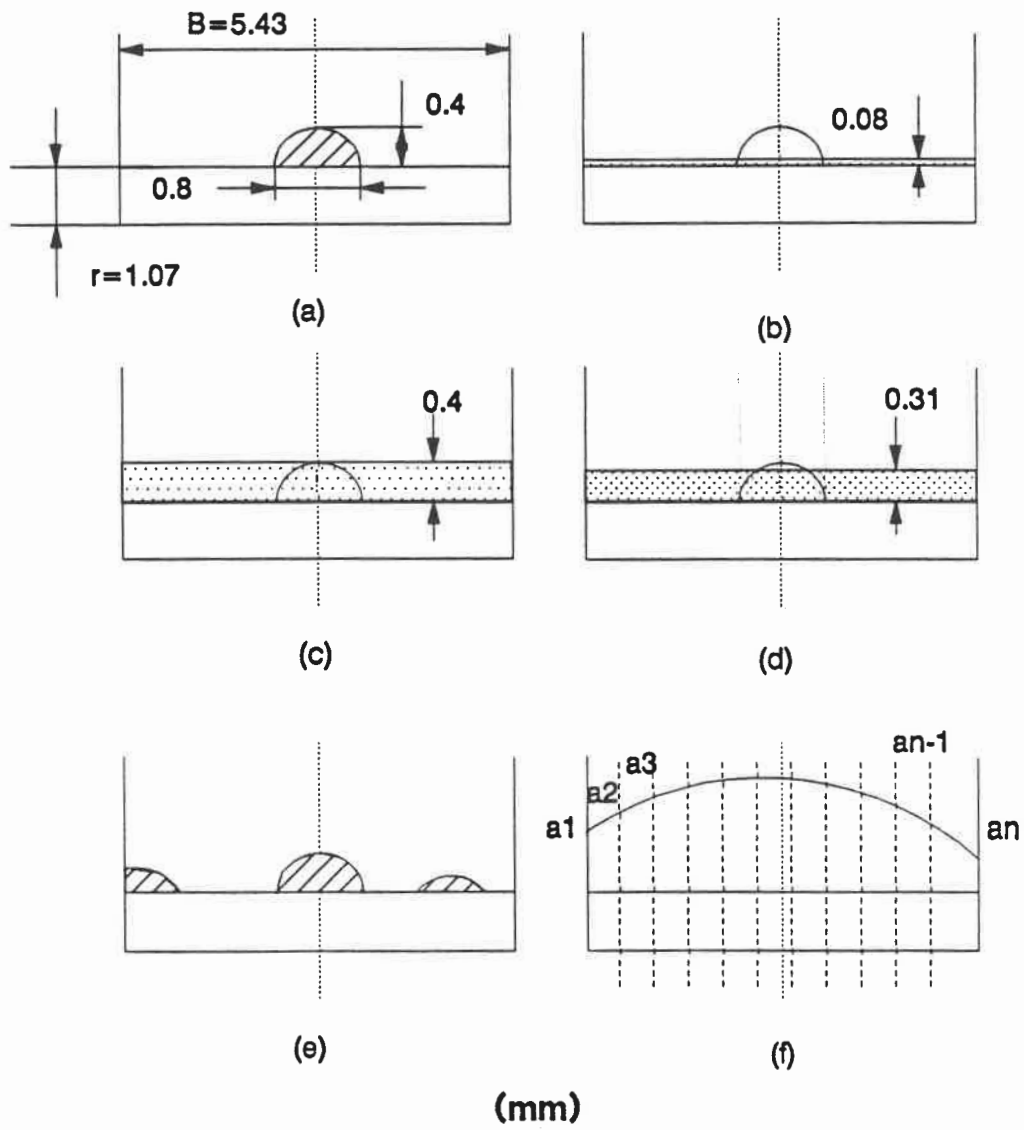 B=5.43
0.4
0.8
r=1.07
(a)
0.08
(b)
0.4
(c)
0.31
(d)
(e)
an-1
a3
a2
a1
an
(f)
(mm)